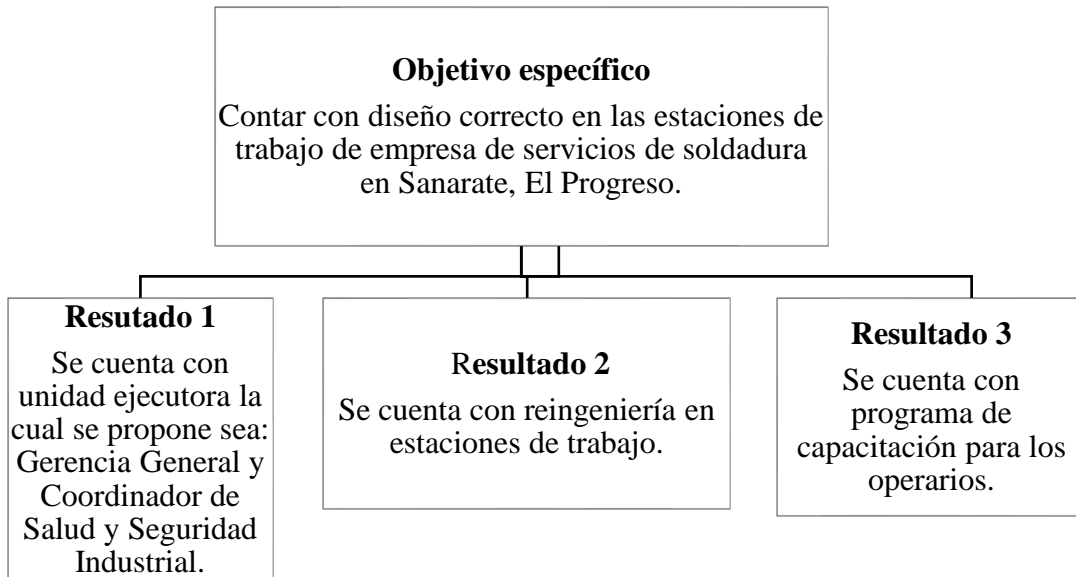 Objetivo específico
Contar con diseño correcto en las estaciones de
trabajo de empresa de servicios de soldadura
en Sanarate, El Progreso.
Resutado 1
Se cuenta con
unidad ejecutora la
cual se propone sea:
Gerencia General y
Coordinador de
Salud y Seguridad
Industrial.
Resultado 2
Se cuenta con reingeniería en
estaciones de trabajo.
Resultado 3
Se cuenta con
programa de
capacitación para los
operarios.